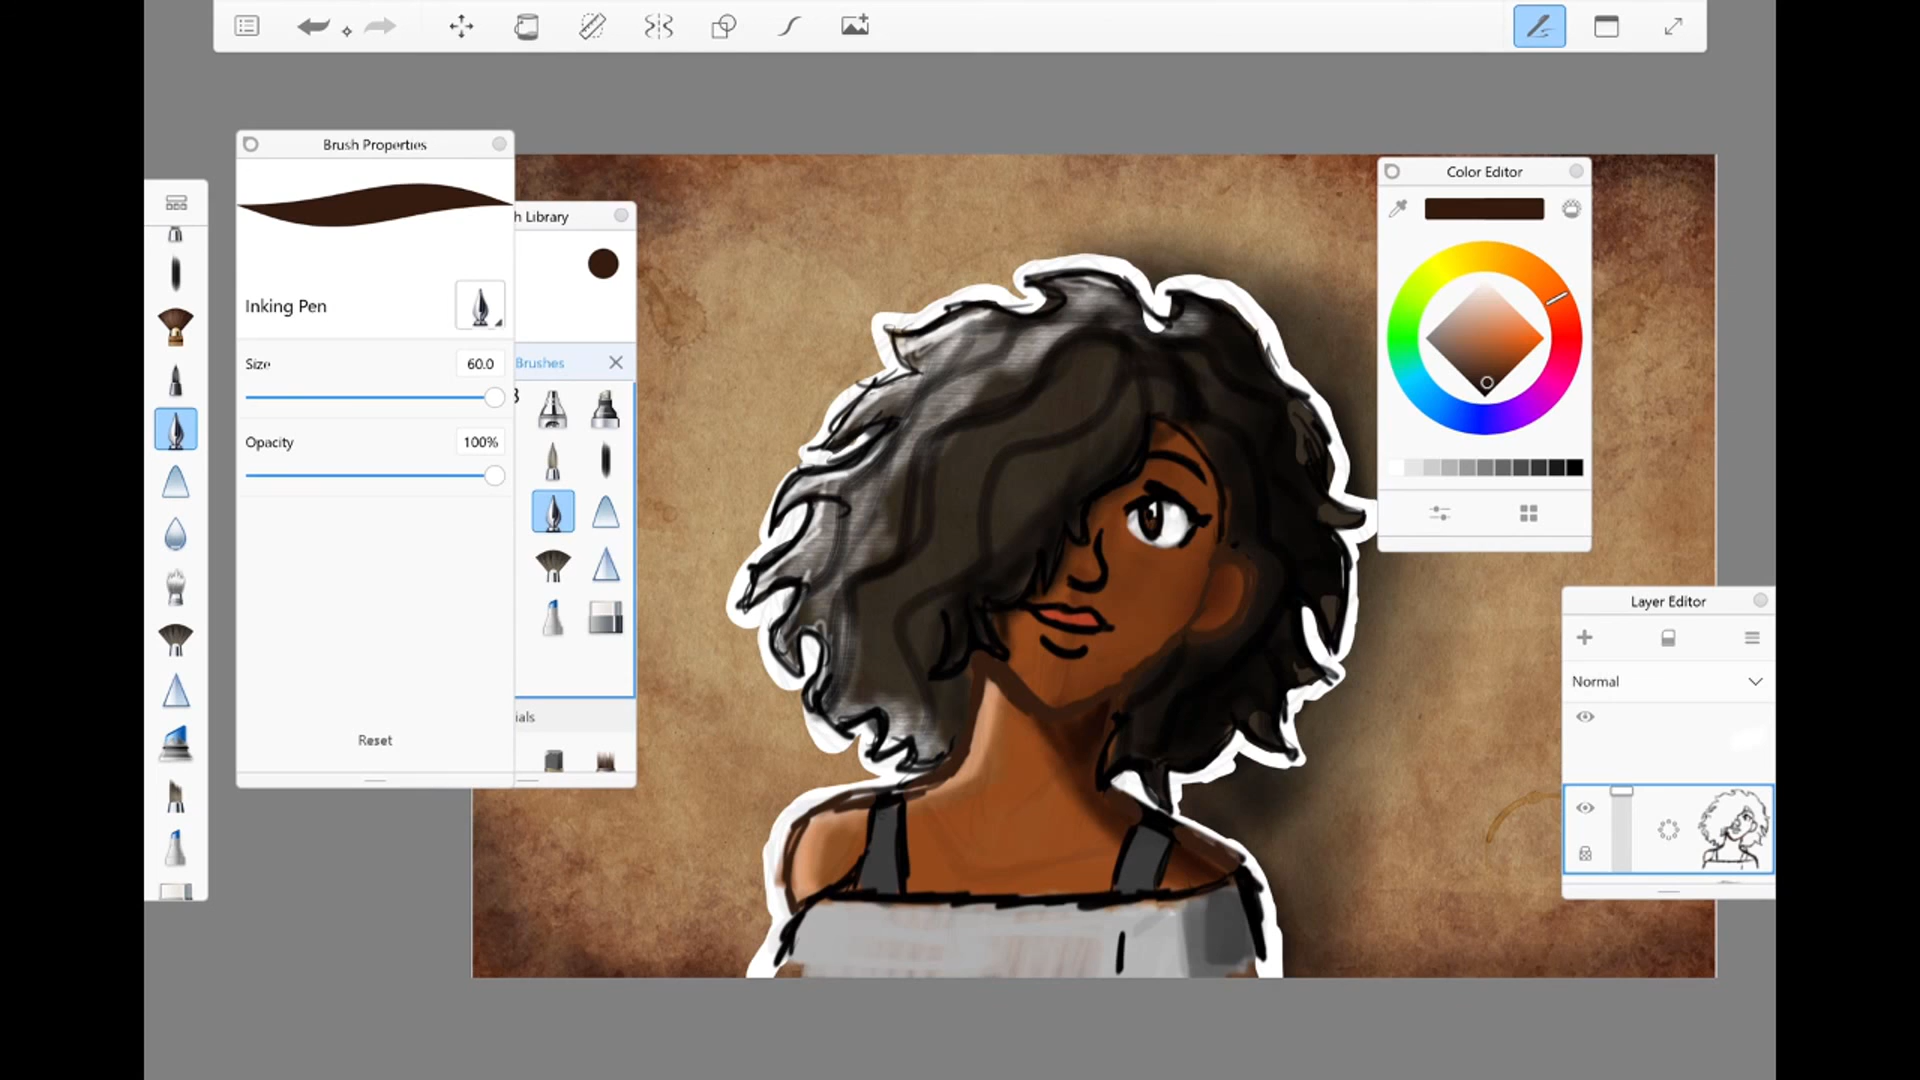 Brush Properties
h Library
Color Editor
Inking Pen
Size
60.0
Brushes
Opacity
100%
Reset
ials
Layer Editor
Normal